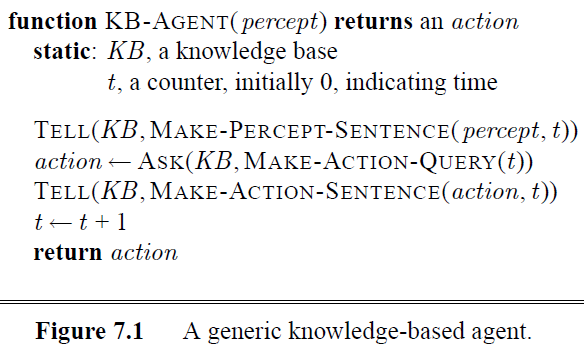 function KB-AGENT(percept) returns an action
static: KB, a knowledge base
t, a counter, initially 0, indicating time
TELL(KB, MAKE-PERCEPT-SENTENCE(percept, t))
action ← ASK(KB, MAKE-ACTION-QUERY(t))
TELL(KB, MAKE-ACTION-SENTENCE(action, t))
t ← t + 1
return action
Figure 7.1 A generic knowledge-based agent.